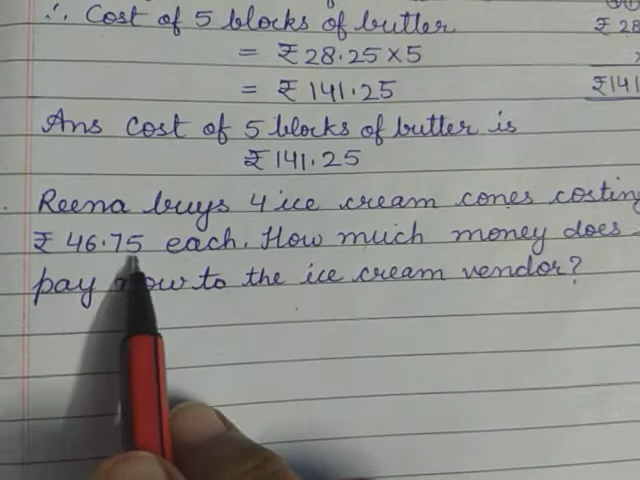 ∴ Cost of 5 blocks of butter
= ₹28.25×5
= ₹141.25
₹28
₹141
Ans Cost of 5 blocks of butter is
₹141.25
Reena buys 4 ice cream cones costing
₹46.75 each. How much money does
pay to the ice cream vendor?